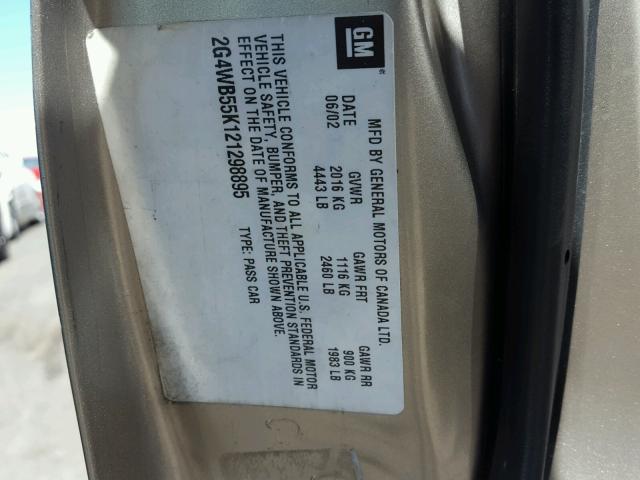 GM
MFD BY GENERAL MOTORS OF CANADA LTD.
DATE GVWR GAWR FRT GAWR RR
06/02 2016 KG 1116 KG 900 KG
4443 LB 2460 LB 1983 LB
THIS VEHICLE CONFORMS TO ALL APPLICABLE U.S. FEDERAL MOTOR
VEHICLE SAFETY, BUMPER, AND THEFT PREVENTION STANDARDS IN
EFFECT ON THE DATE OF MANUFACTURE SHOWN ABOVE.
2G4WB55K121298895 TYPE: PASS CAR